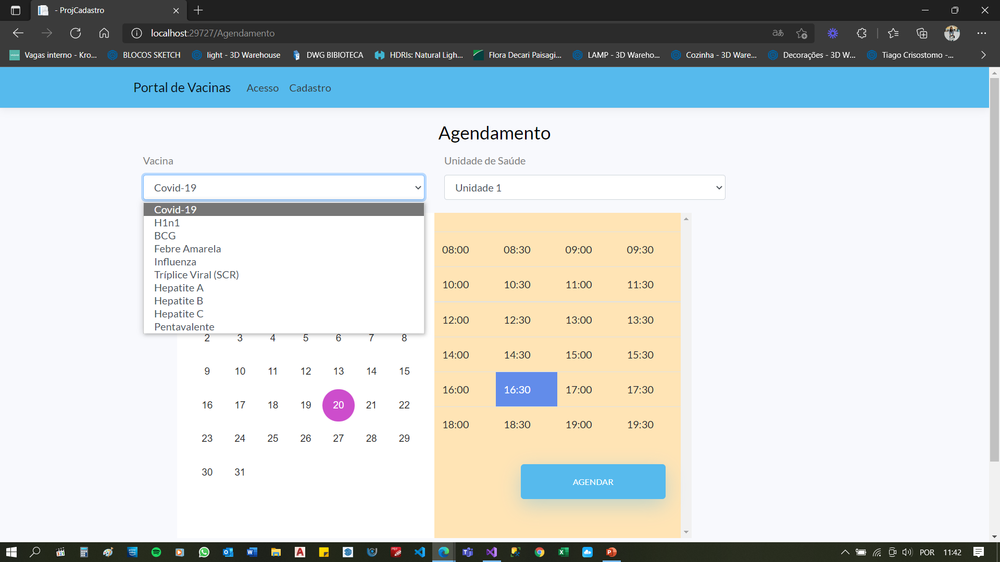 - ProjCadastro
localhost:29727/Agendamento
Vagas interno - Kro... BLOCOS SKETCH light - 3D Warehouse DWG BIBIOTECA HDRIs: Natural Ligh... Flora Decari Paisagi... LAMP - 3D Wareho... Cozinha - 3D Ware... Decorações - 3D W... Tiago Crisostomo -...
Portal de Vacinas Acesso Cadastro
Agendamento
Vacina Unidade de Saúde
Covid-19 Unidade 1
Covid-19
H1n1
BCG
Febre Amarela
Influenza
Tríplice Viral (SCR)
Hepatite A
Hepatite B
Hepatite C
Pentavalente
2 3 4 5 6 7 8
9 10 11 12 13 14 15
16 17 18 19 20 21 22
23 24 25 26 27 28 29
30 31
08:00 08:30 09:00 09:30
10:00 10:30 11:00 11:30
12:00 12:30 13:00 13:30
14:00 14:30 15:00 15:30
16:00 16:30 17:00 17:30
18:00 18:30 19:00 19:30
AGENDAR
POR 11:42